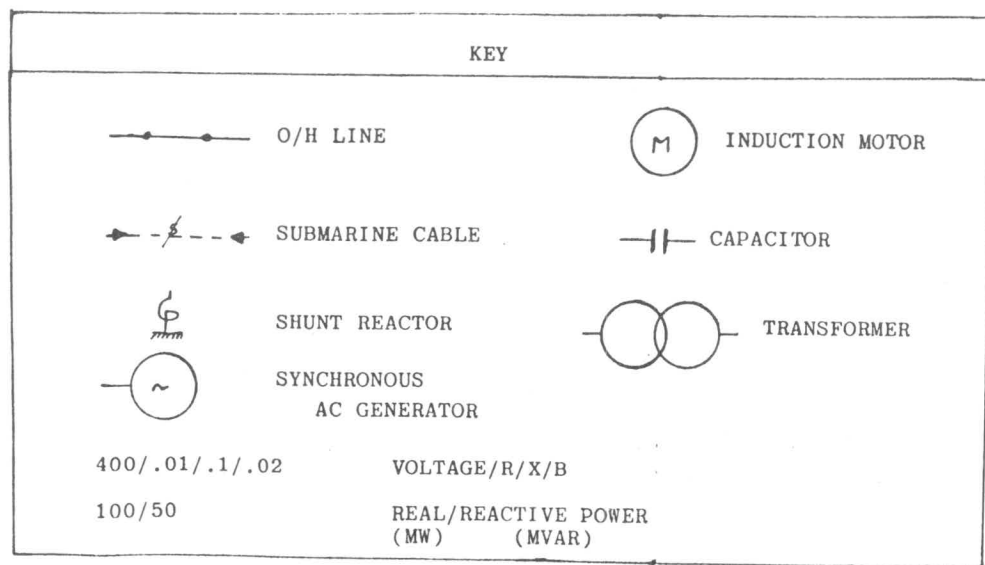 KEY
O/H LINE
M INDUCTION MOTOR
$ SUBMARINE CABLE
CAPACITOR
SHUNT REACTOR
TRANSFORMER
~ SYNCHRONOUS
AC GENERATOR
400/.01/.1/.02 VOLTAGE/R/X/B
100/50 REAL/REACTIVE POWER
(MW) (MVAR)